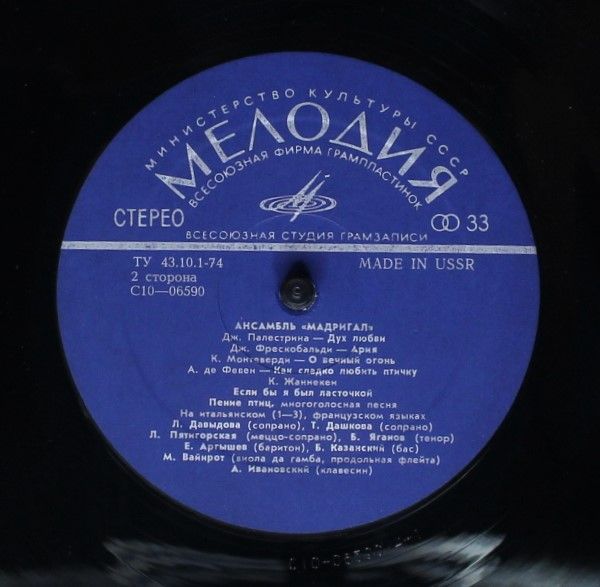 МИНИСТЕРСТВО КУЛЬТУРЫ СССР
МЕЛОДИЯ
ВСЕСОЮЗНАЯ ФИРМА ГРАМПЛАСТИНОК
СТЕРЕО
33
ВСЕСОЮЗНАЯ СТУДИЯ ГРАМЗАПИСИ
ТУ 43.10.1-74
MADE IN USSR
2 сторона
С10—06590
АНСАМБЛЬ «МАДРИГАЛ»
Дж. Палестрина — Дух любви
Дж. Фрескобальди — Ария
К. Монтеверди — О вечный огонь
А. де Февен — Как сладко любить птичку
К. Жаннекен
Если бы я был ласточкой
Пение птиц, многоголосная песня
На итальянском (1—3), французском языках
Л. Давыдова (сопрано), Т. Дашкова (сопрано)
Л. Пятигорская (меццо-сопрано), Б. Яганов (тенор)
Е. Артышев (баритон), Б. Казанский (бас)
М. Вайнрот (виола да гамба, продольная флейта)
А. Ивановский (клавесин)